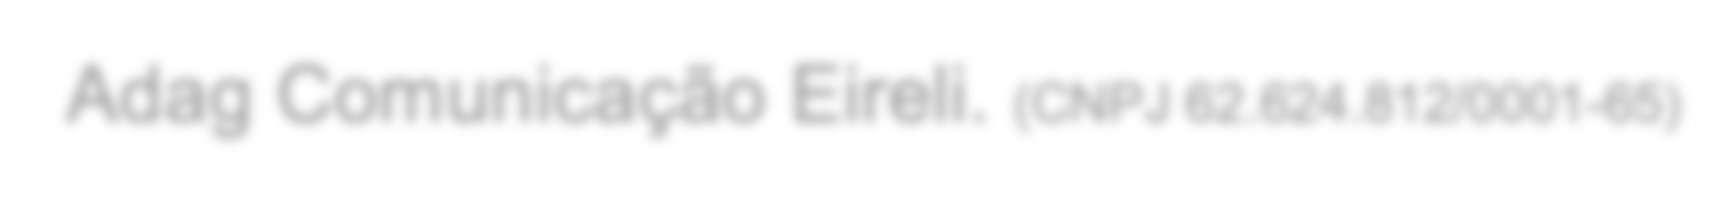 Adag Comunicação Eireli. (CNPJ 62.624.812/0001-65)